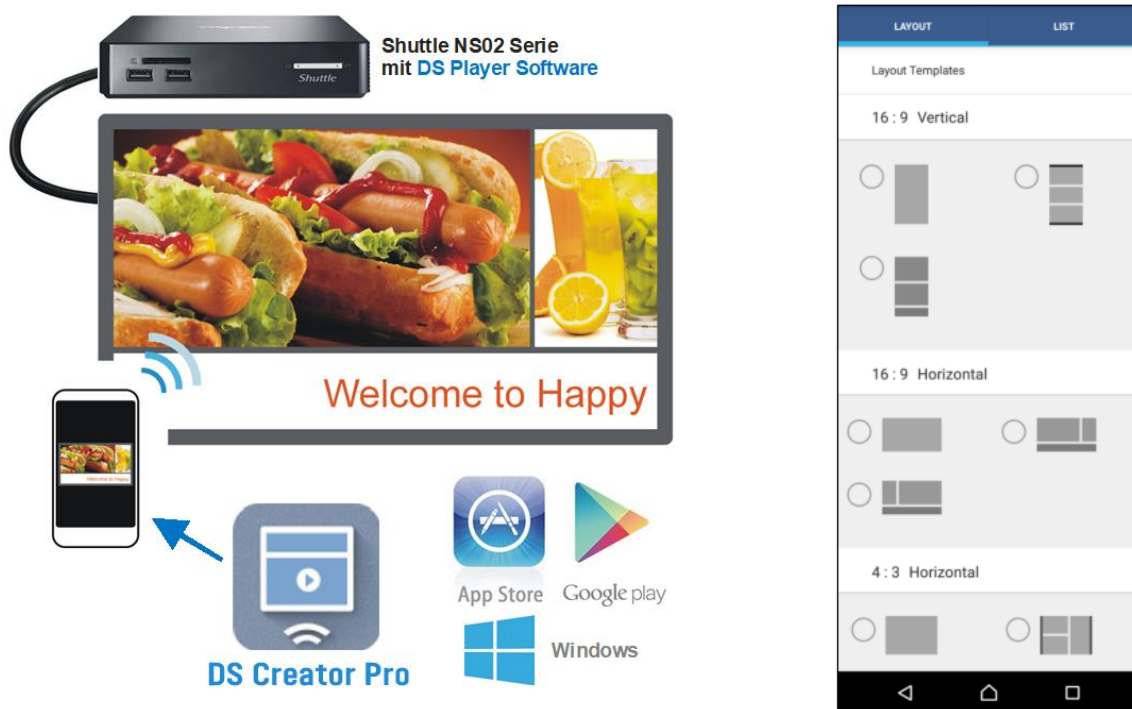 Shuttle NS02 Serie
mit DS Player Software
Shuttle
Welcome to Happy
Welcome to Happy
DS Creator Pro
App Store
Google play
Windows
LAYOUT
LIST
Layout Templates
16 : 9 Vertical
16 : 9 Horizontal
4 : 3 Horizontal